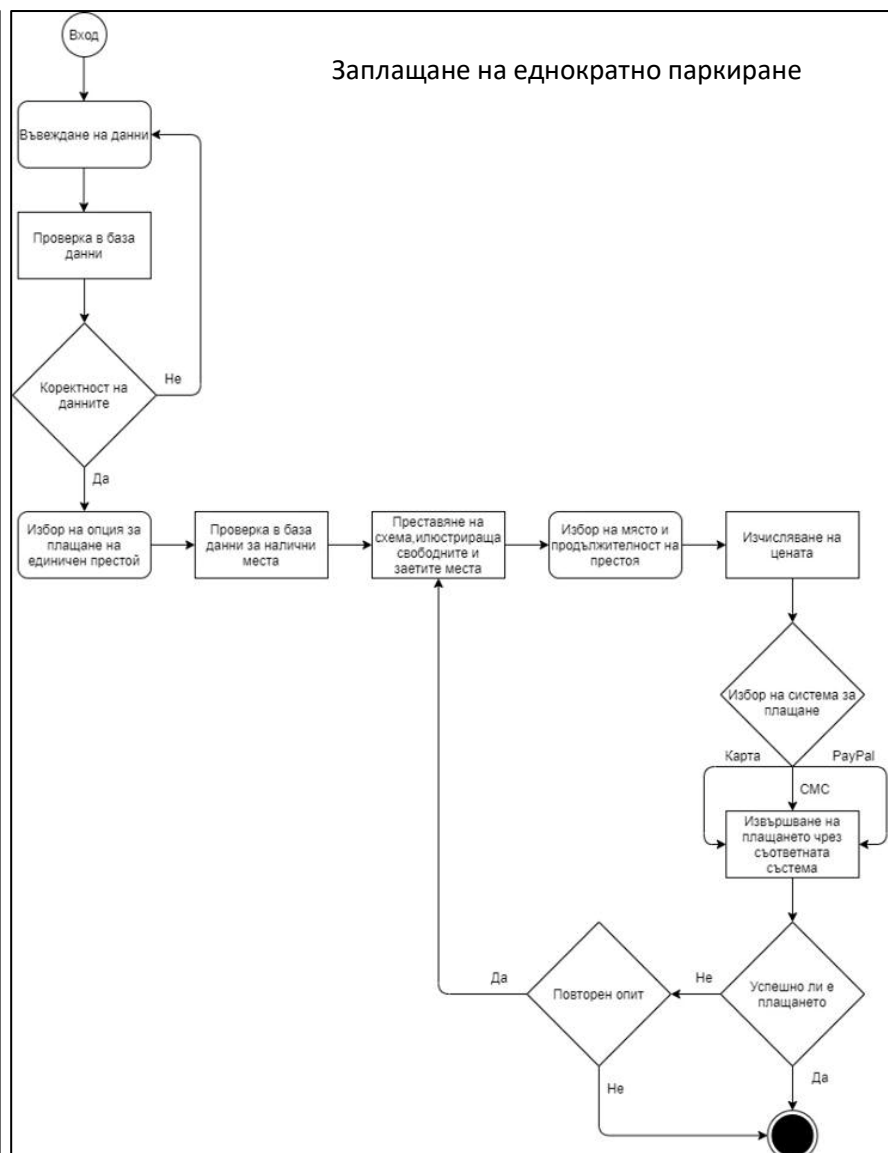 Вход
Заплащане на еднократно паркиране
Въвеждане на данни
Проверка в база
данни
Коректност на
данните
Не
Да
Избор на опция за
плащане на
единичен престой
Проверка в база
данни за налични
места
Преставяне на
схема,илюстрираща
свободните и
заетите места
Избор на място и
продължителност на
престоя
Изчисляване на
цената
Избор на система за
плащане
Карта
PayPal
СМС
Извършване на
плащането чрез
съответната
система
Успешно ли е
плащането
Не
Повторен опит
Да
Не
Да